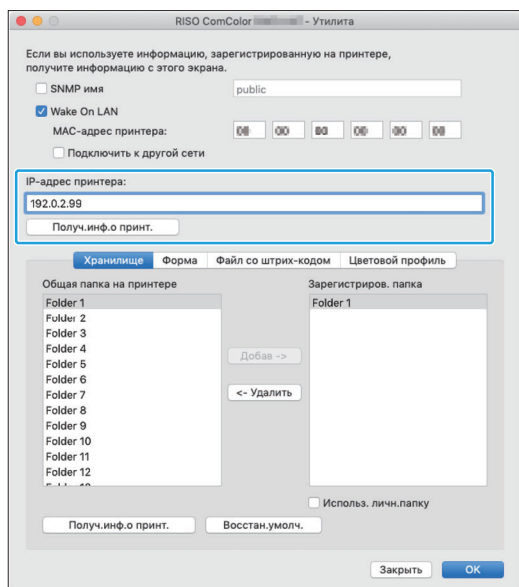 RISO ComColor - Утилита
Если вы используете информацию, зарегистрированную на принтере,
получите информацию с этого экрана.
SNMP имя public
Wake On LAN
МАС-адрес принтера:
Подключить к другой сети
IP-адрес принтера:
192.0.2.99
Получ.инф.о принт.
Хранилище Форма Файл со штрих-кодом Цветовой профиль
Общая папка на принтере Зарегистриров. папка
Folder 1 Folder 1
Folder 2
Folder 3
Folder 4
Folder 5
Folder 6
Folder 7
Folder 8
Folder 9
Folder 10
Folder 11
Folder 12
Добав ->
<- Удалить
Использ. личн.папку
Получ.инф.о принт. Восстан.умолч.
Закрыть OK